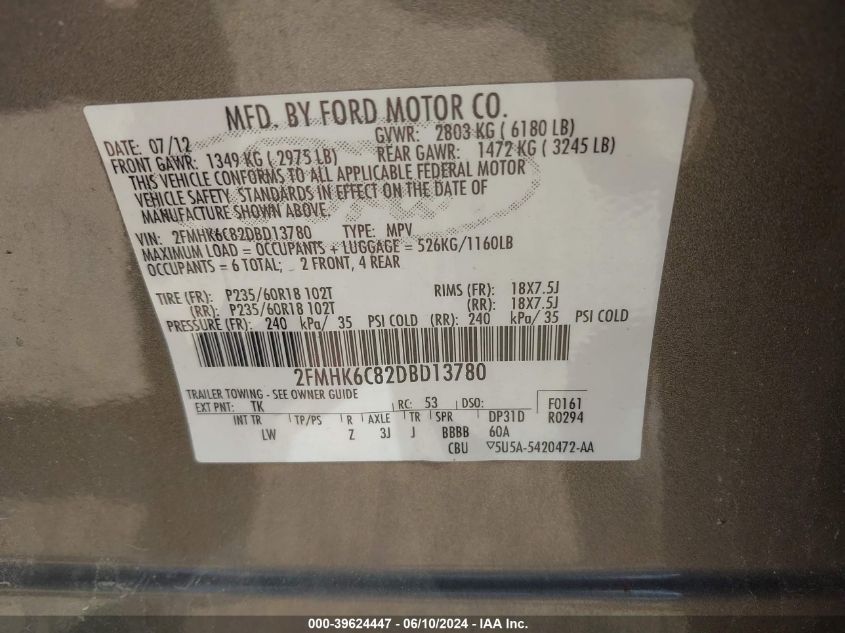 MFD. BY FORD MOTOR CO.
DATE: 07/12 GVWR: 2803 KG ( 6180 LB)
FRONT GAWR: 1349 KG ( 2975 LB) REAR GAWR: 1472 KG ( 3245 LB)
THIS VEHICLE CONFORMS TO ALL APPLICABLE FEDERAL MOTOR
VEHICLE SAFETY STANDARDS IN EFFECT ON THE DATE OF
MANUFACTURE SHOWN ABOVE.
VIN: 2FMHK6C82DBD13780 TYPE: MPV
MAXIMUM LOAD = OCCUPANTS + LUGGAGE = 526KG/1160LB
OCCUPANTS = 6 TOTAL; 2 FRONT, 4 REAR
TIRE (FR): P235/60R18 102T RIMS (FR): 18X7.5J
(RR): P235/60R18 102T (RR): 18X7.5J
PRESSURE (FR): 240 kPa/ 35 PSI COLD (RR): 240 kPa/ 35 PSI COLD
2FMHK6C82DBD13780
TRAILER TOWING - SEE OWNER GUIDE
EXT PNT: TK RC: 53 DSO: F0161
INT TR TP/PS R AXLE TR SPR DP31D R0294
LW Z 3J J BBBB 60A
CBU ▽5U5A-5420472-AA
000-39624447 - 06/10/2024 - IAA Inc.